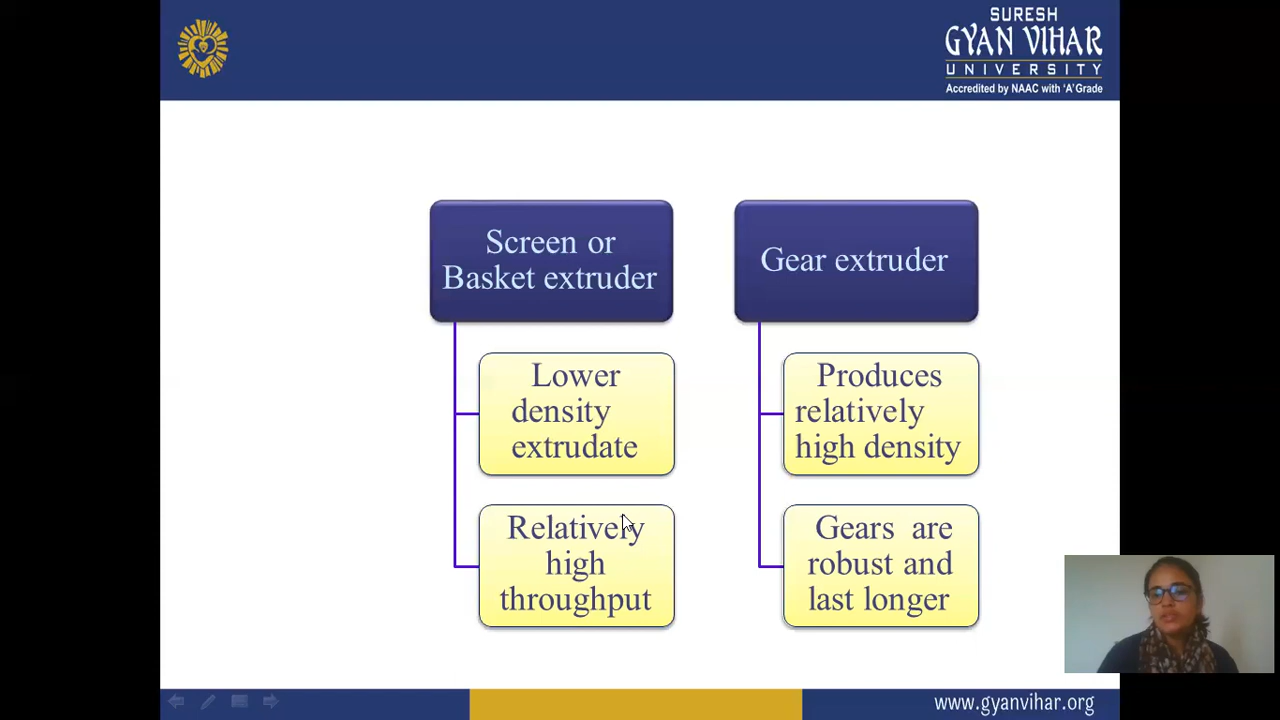 SURESH
GYAN VIHAR
UNIVERSITY
Accredited by NAAC with 'A' Grade
Screen or
Basket extruder
Lower
density
extrudate
Relatively
high
throughput
Gear extruder
Produces
relatively
high density
Gears are
robust and
last longer
www.gyanvihar.org